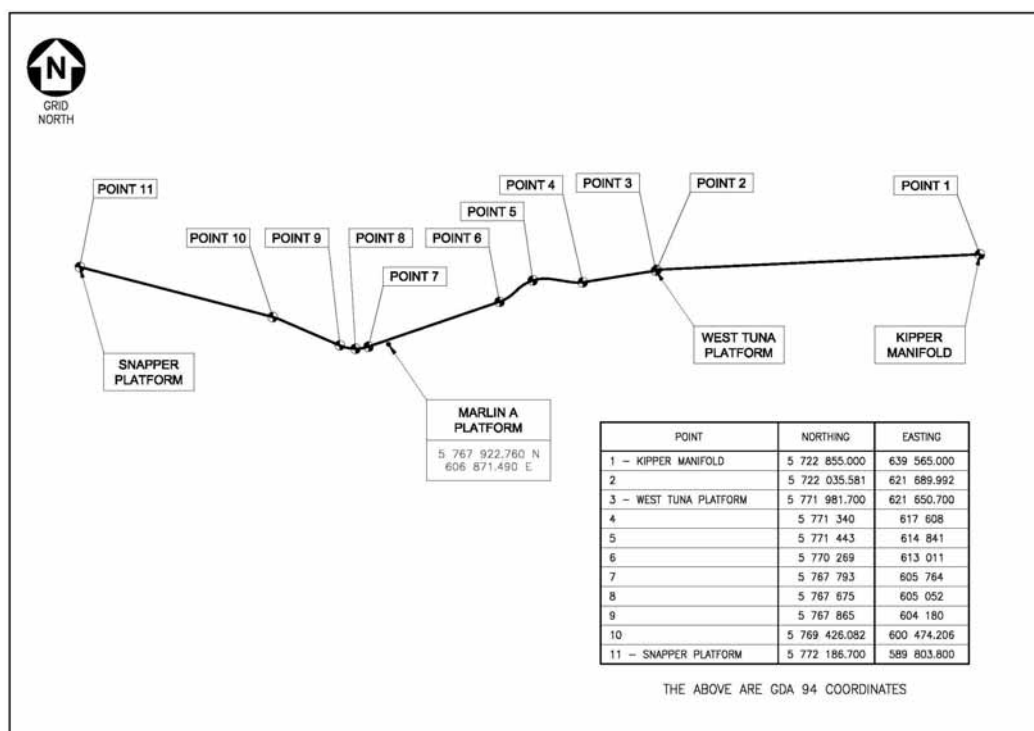 N
GRID
NORTH
POINT 11
POINT 10
POINT 9
POINT 8
POINT 7
POINT 6
POINT 5
POINT 4
POINT 3
POINT 2
POINT 1
SNAPPER
PLATFORM
WEST TUNA
PLATFORM
KIPPER
MANIFOLD
MARLIN A
PLATFORM
5 767 922.760 N
606 871.490 E
POINT NORTHING EASTING
1 - KIPPER MANIFOLD 5 722 855.000 639 565.000
2 5 722 035.581 621 689.992
3 - WEST TUNA PLATFORM 5 771 981.700 621 650.700
4 5 771 340 617 608
5 5 771 443 614 841
6 5 770 269 613 011
7 5 767 793 605 764
8 5 767 675 605 052
9 5 767 865 604 180
10 5 769 426.082 600 474.206
11 - SNAPPER PLATFORM 5 772 186.700 589 803.800
THE ABOVE ARE GDA 94 COORDINATES